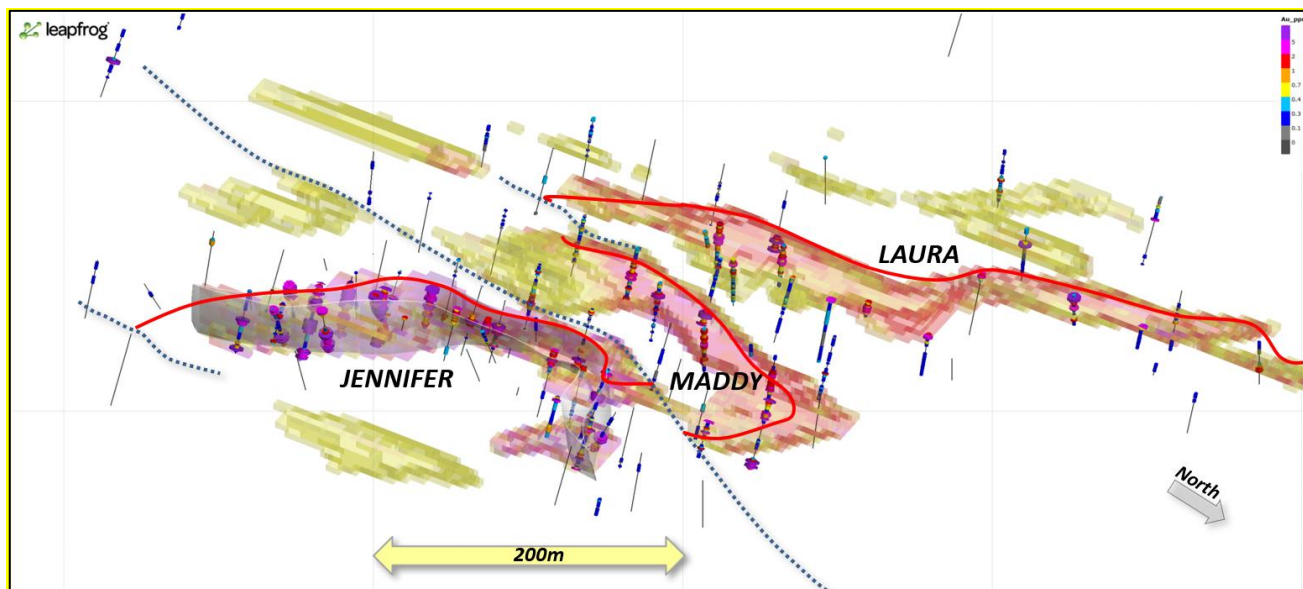 leapfrog
Au_ppm
5
2
1
0.7
0.4
0.3
0.1
0
LAURA
JENNIFER
MADDY
North
200m